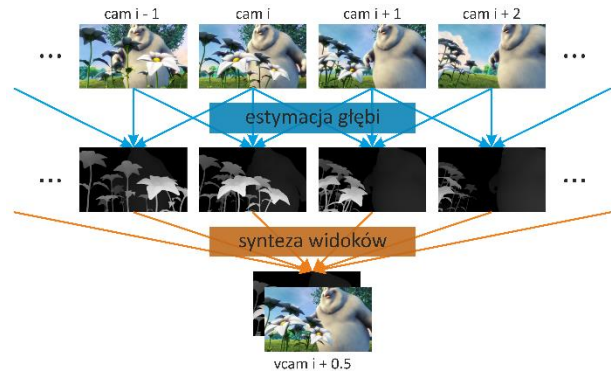 cam i - 1 cam i cam i + 1 cam i + 2
... ...
estymacja głębi
... ...
synteza widoków
vcam i + 0.5